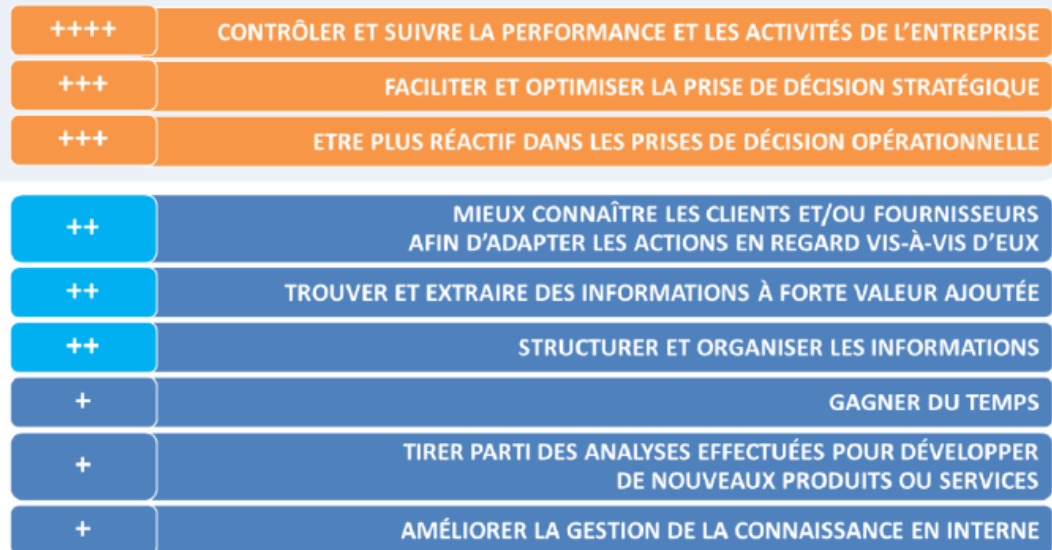 ++++ CONTRÔLER ET SUIVRE LA PERFORMANCE ET LES ACTIVITÉS DE L’ENTREPRISE
+++ FACILITER ET OPTIMISER LA PRISE DE DÉCISION STRATÉGIQUE
+++ ETRE PLUS RÉACTIF DANS LES PRISES DE DÉCISION OPÉRATIONNELLE
++ MIEUX CONNAÎTRE LES CLIENTS ET/OU FOURNISSEURS
AFIN D’ADAPTER LES ACTIONS EN REGARD VIS-À-VIS D’EUX
++ TROUVER ET EXTRAIRE DES INFORMATIONS À FORTE VALEUR AJOUTÉE
++ STRUCTURER ET ORGANISER LES INFORMATIONS
+ GAGNER DU TEMPS
+ TIRER PARTI DES ANALYSES EFFECTUÉES POUR DÉVELOPPER
DE NOUVEAUX PRODUITS OU SERVICES
+ AMÉLIORER LA GESTION DE LA CONNAISSANCE EN INTERNE